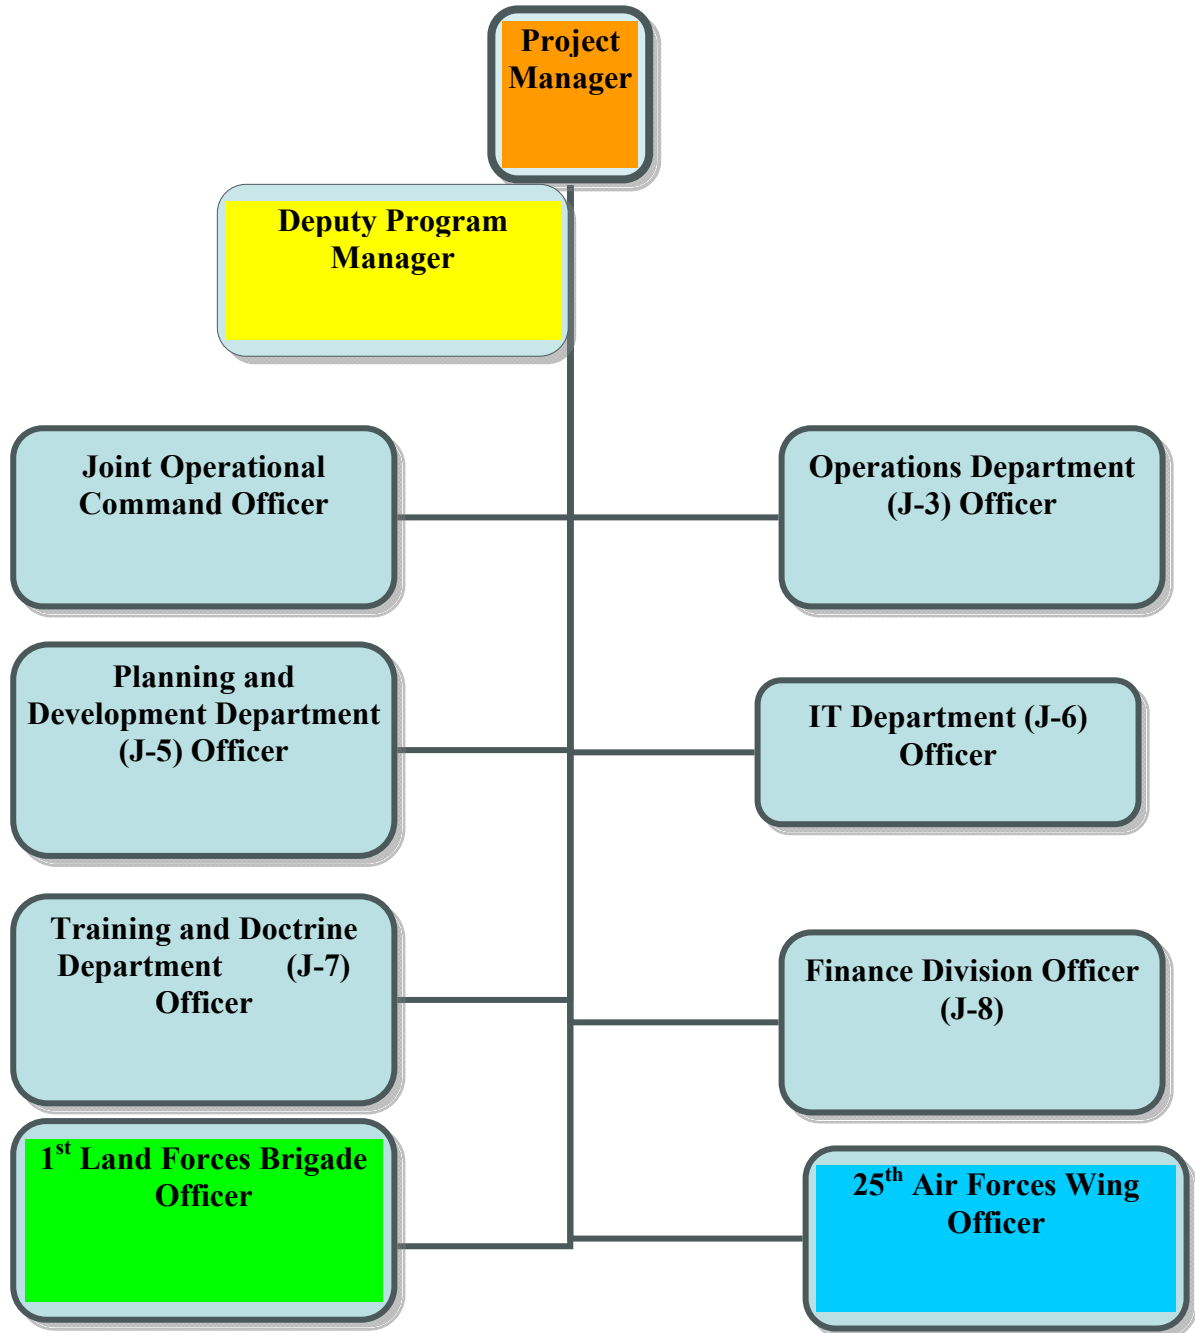 Project
Manager
Deputy Program
Manager
Joint Operational
Command Officer
Operations Department
(J-3) Officer
Planning and
Development Department
(J-5) Officer
IT Department (J-6)
Officer
Training and Doctrine
Department (J-7)
Officer
Finance Division Officer
(J-8)
1st Land Forces Brigade
Officer
25th Air Forces Wing
Officer